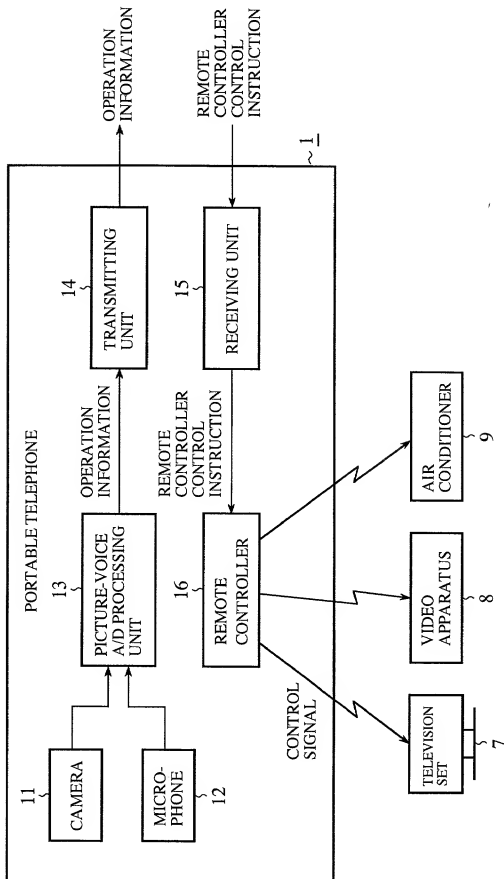 PORTABLE TELEPHONE
1
11
CAMERA
12
MICRO-
PHONE
13
PICTURE-VOICE
A/D PROCESSING
UNIT
OPERATION
INFORMATION
14
TRANSMITTING
UNIT
OPERATION
INFORMATION
REMOTE
CONTROLLER
CONTROL
INSTRUCTION
15
RECEIVING UNIT
REMOTE
CONTROLLER
CONTROL
INSTRUCTION
16
REMOTE
CONTROLLER
CONTROL
SIGNAL
TELEVISION
SET
7
VIDEO
APPARATUS
8
AIR
CONDITIONER
9